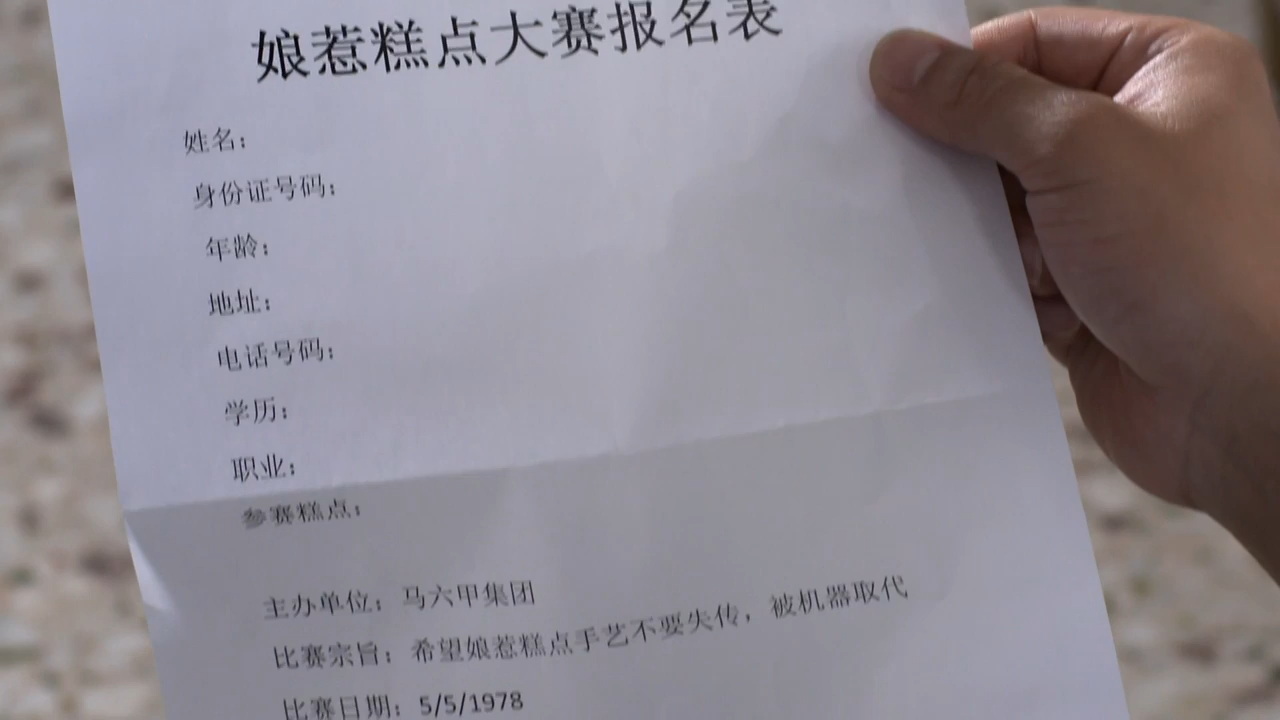 娘惹糕点大赛报名表
姓名：
身份证号码：
年龄：
地址：
电话号码：
学历：
职业：
参赛糕点：
主办单位：马六甲集团
比赛宗旨：希望娘惹糕点手艺不要失传，被机器取代
比赛日期：5/5/1978